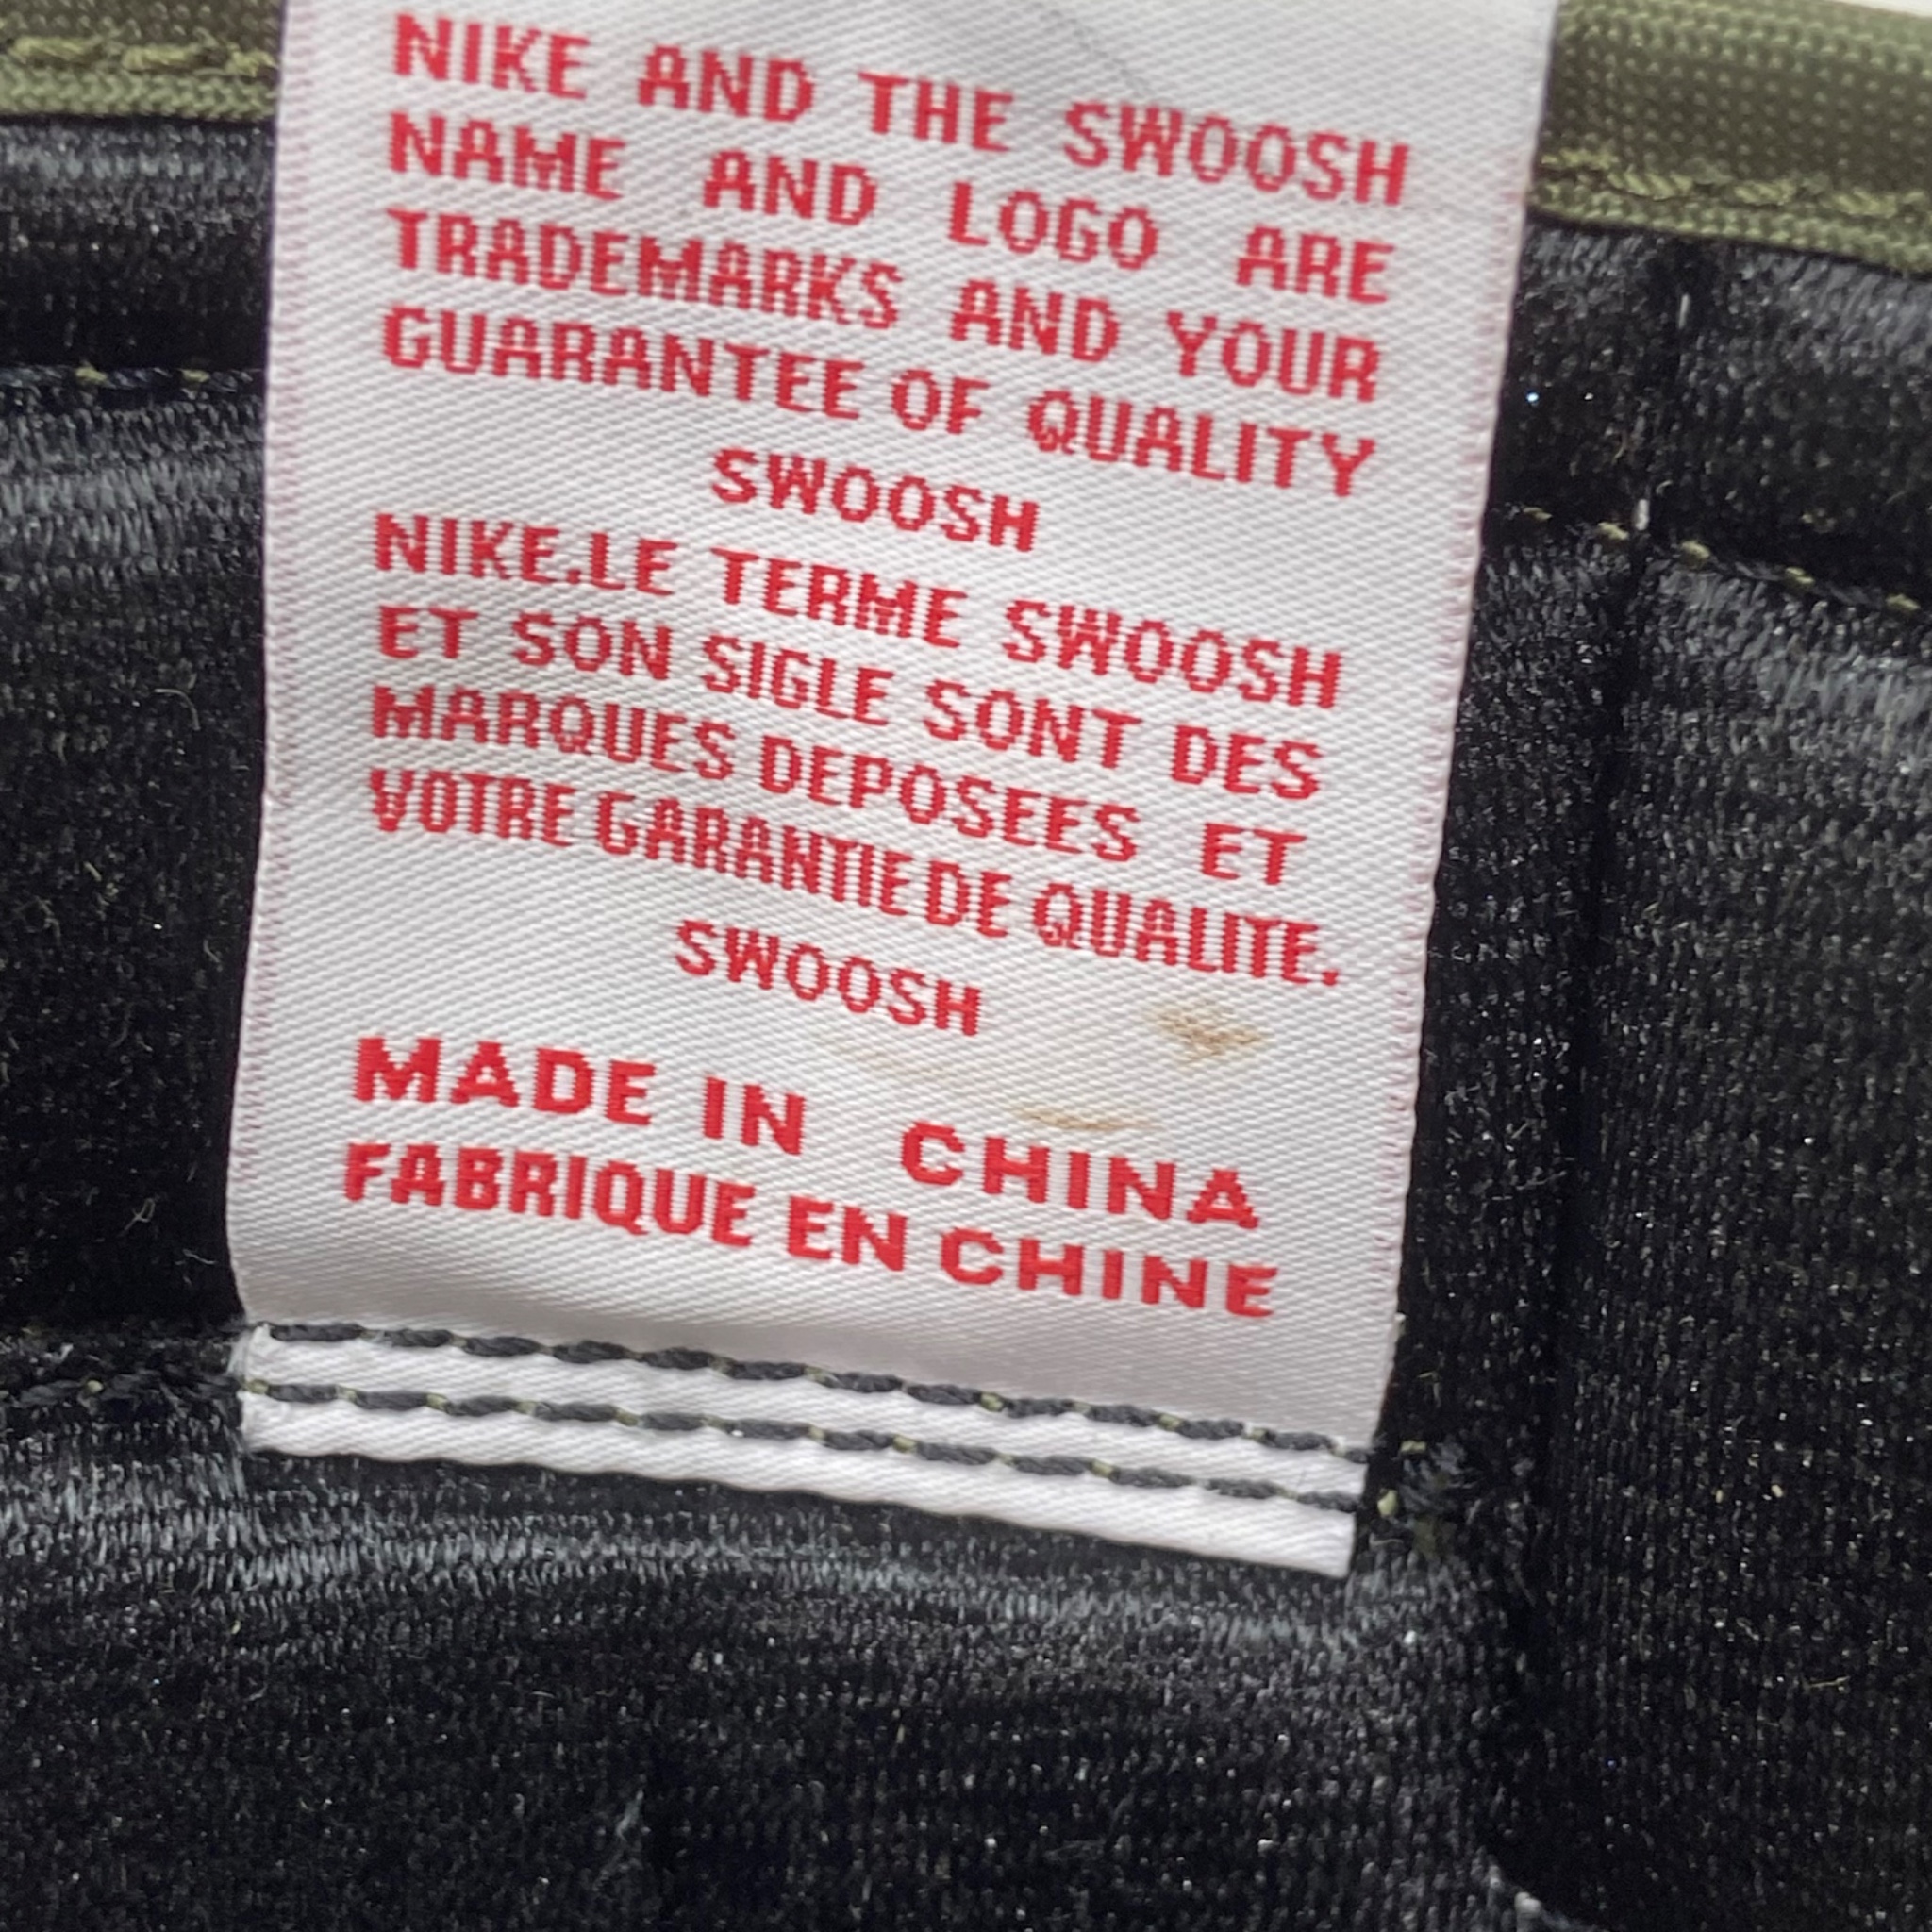 NIKE AND THE SWOOSH
NAME AND LOGO ARE
TRADEMARKS AND YOUR
GUARANTEE OF QUALITY
SWOOSH
NIKE.LE TERME SWOOSH
ET SON SIGLE SONT DES
MARQUES DEPOSEES ET
VOTRE GARANTIE DE QUALITE.
SWOOSH
MADE IN CHINA
FABRIQUE EN CHINE